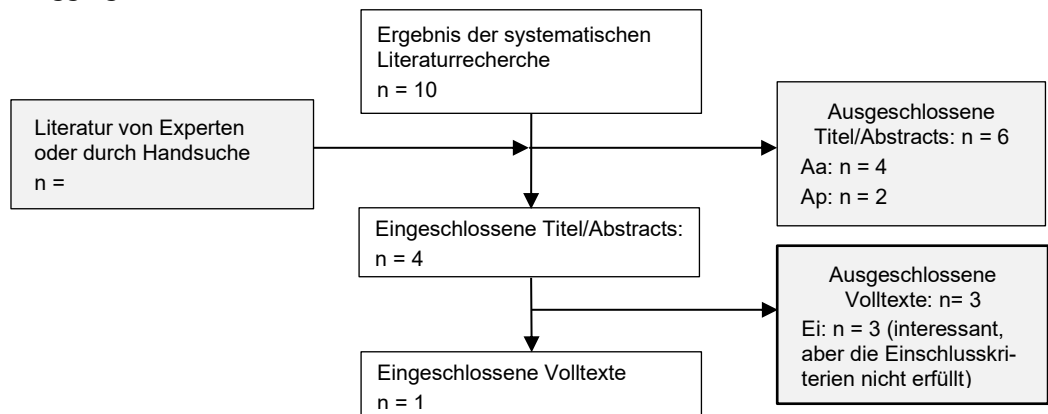 Ergebnis der systematischen
Literaturrecherche
n = 10
Literatur von Experten
oder durch Handsuche
n =
Ausgeschlossene
Titel/Abstracts: n = 6
Aa: n = 4
Ap: n = 2
Eingeschlossene Titel/Abstracts:
n = 4
Ausgeschlossene
Volltexte: n= 3
Ei: n = 3 (interessant,
aber die Einschlusskri-
terien nicht erfüllt)
Eingeschlossene Volltexte
n = 1